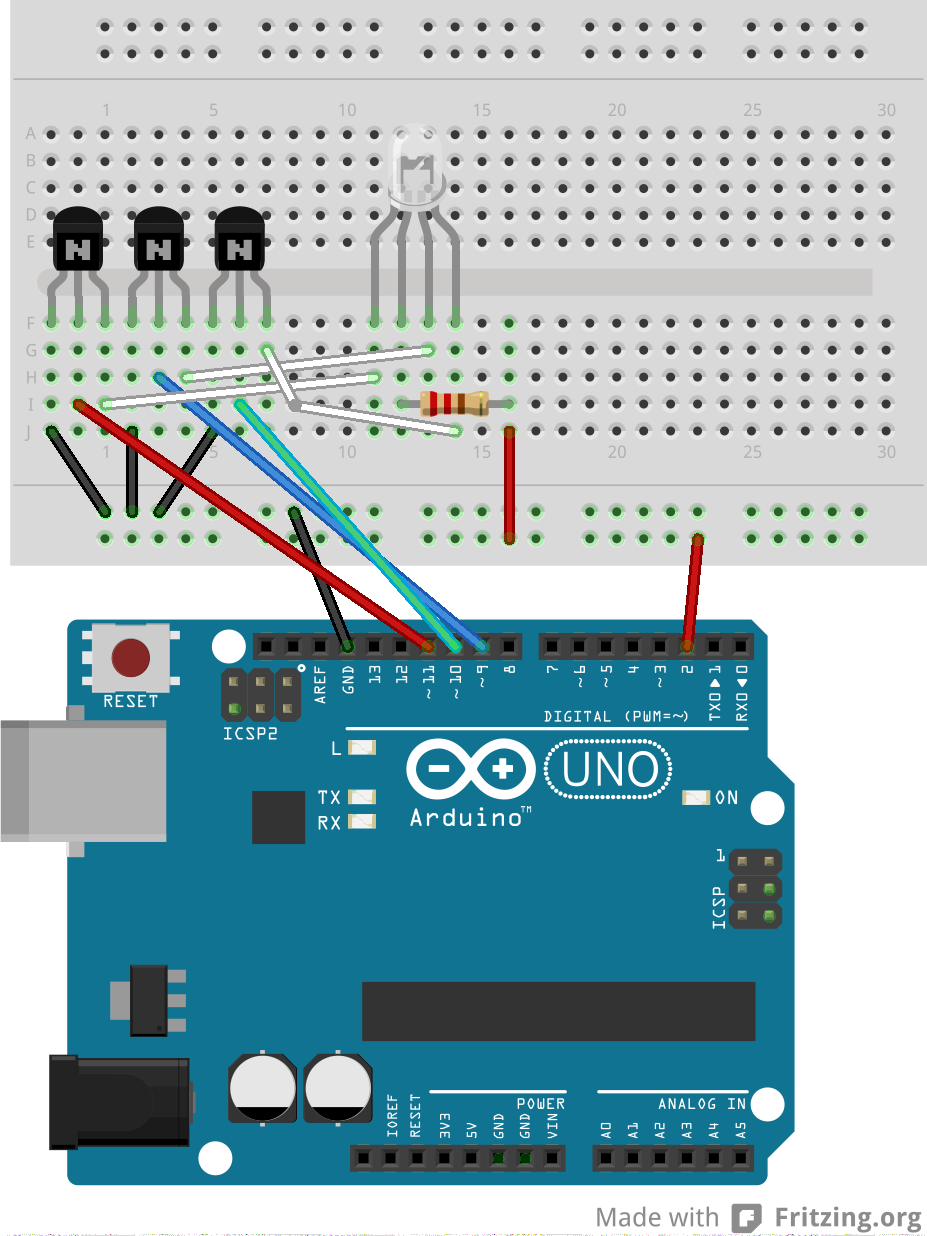 1 5 10 15 20 25 30
A
B
C
D
E
N N N
F
G
H
I
J
1 5 10 15 20 25 30
RESET
AREF GND 13 12 ~11 ~10 ~9 8 7 ~6 ~5 4 ~3 2 TX0▶1 RX0◀0
ICSP2
DIGITAL (PWM=~)
L
TX
RX
UNO
Arduino™
ON
1
ICSP
POWER
ANALOG IN
IOREF RESET 3V3 5V GND GND VIN A0 A1 A2 A3 A4 A5
Made with Fritzing.org